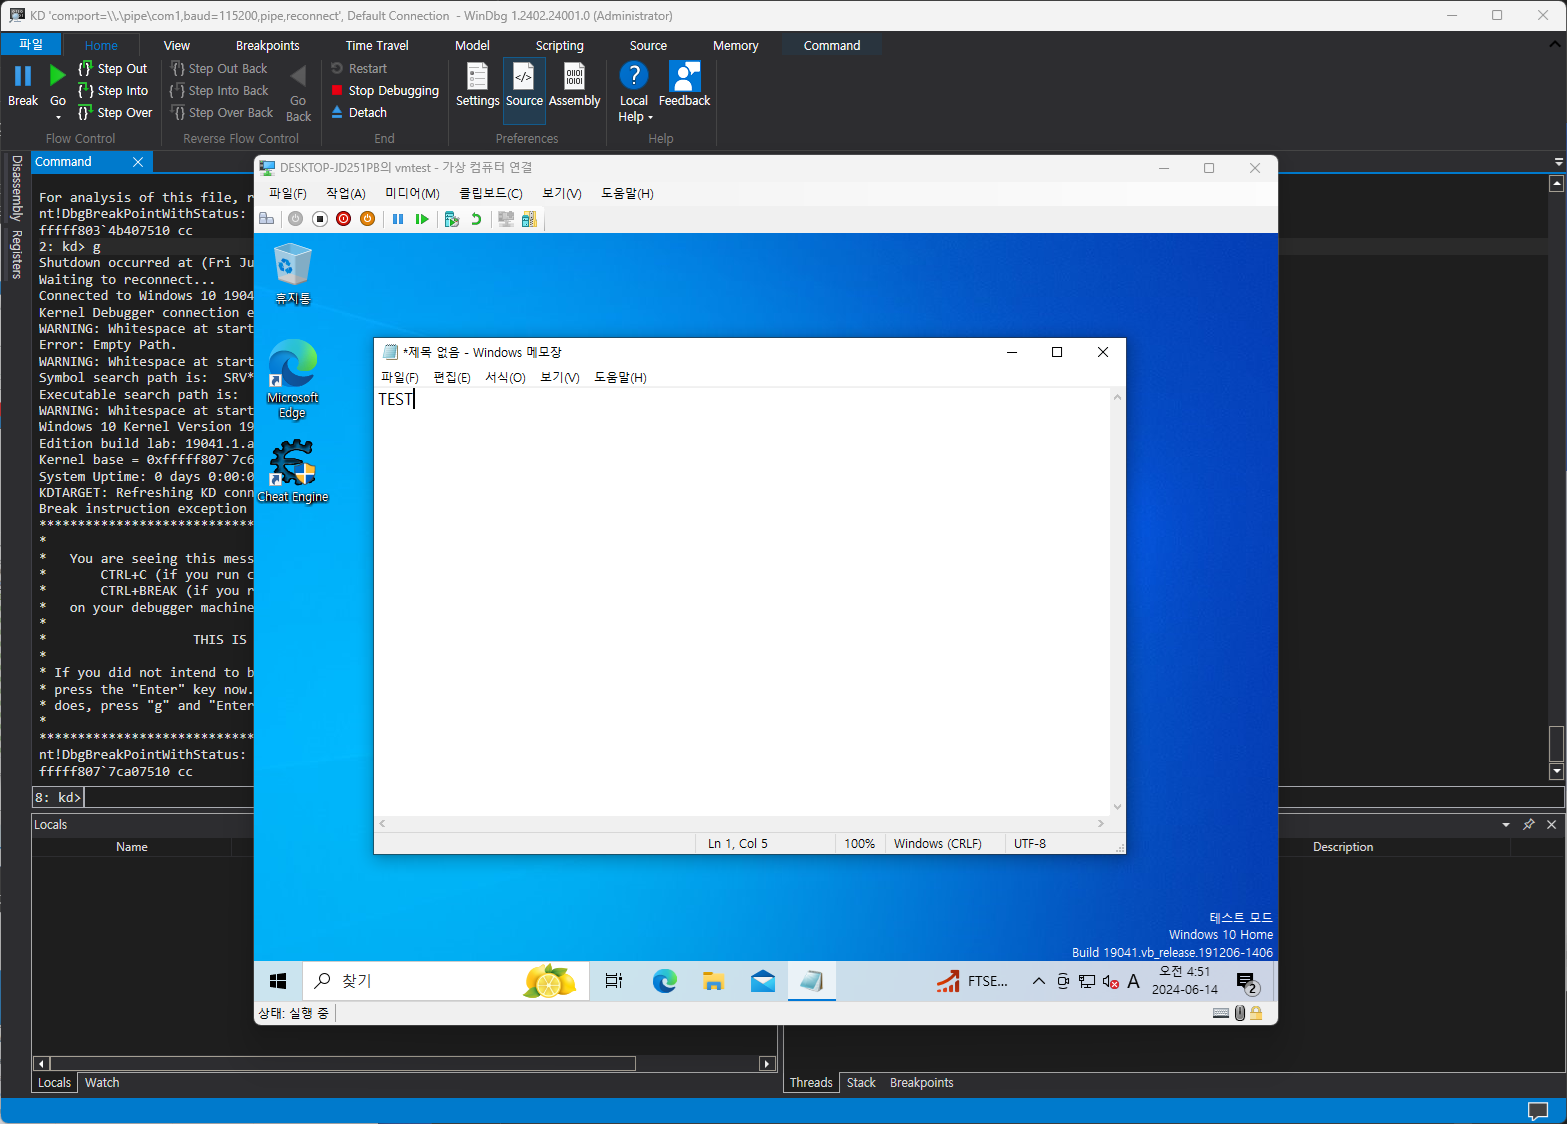 KD 'com:port=\\.\pipe\com1,baud=115200,pipe,reconnect', Default Connection - WinDbg 1.2402.24001.0 (Administrator)
파일 Home View Breakpoints Time Travel Model Scripting Source Memory Command
Break
Go
Step Out
Step Into
Step Over
Flow Control
Step Out Back
Step Into Back
Step Over Back
Go Back
Reverse Flow Control
Restart
Stop Debugging
Detach
End
Settings Source Assembly
Preferences
Local Help
Feedback
Help
Disassembly
Registers
Command
For analysis of this file, r
nt!DbgBreakPointWithStatus:
fffff803`4b407510 cc
2: kd> g
Shutdown occurred at (Fri Ju
Waiting to reconnect...
Connected to Windows 10 1904
Kernel Debugger connection e
WARNING: Whitespace at start
Error: Empty Path.
WARNING: Whitespace at start
Symbol search path is: SRV*
Executable search path is:
WARNING: Whitespace at start
Windows 10 Kernel Version 19
Edition build lab: 19041.1.a
Kernel base = 0xfffff807`7c6
System Uptime: 0 days 0:00:0
KDTARGET: Refreshing KD conn
Break instruction exception
****************************
*
* You are seeing this mess
* CTRL+C (if you run c
* CTRL+BREAK (if you r
* on your debugger machine
*
* THIS IS
*
* If you did not intend to b
* press the "Enter" key now.
* does, press "g" and "Enter
*
****************************
nt!DbgBreakPointWithStatus:
fffff807`7ca07510 cc
8: kd>
Locals
Name
Locals Watch
Description
Threads Stack Breakpoints
DESKTOP-JD251PB의 vmtest - 가상 컴퓨터 연결
파일(F) 작업(A) 미디어(M) 클립보드(C) 보기(V) 도움말(H)
휴지통
Microsoft Edge
Cheat Engine
*제목 없음 - Windows 메모장
파일(F) 편집(E) 서식(O) 보기(V) 도움말(H)
TEST
Ln 1, Col 5 100% Windows (CRLF) UTF-8
테스트 모드
Windows 10 Home
Build 19041.vb_release.191206-1406
찾기
FTSE...
A
오전 4:51
2024-06-14
2
상태: 실행 중